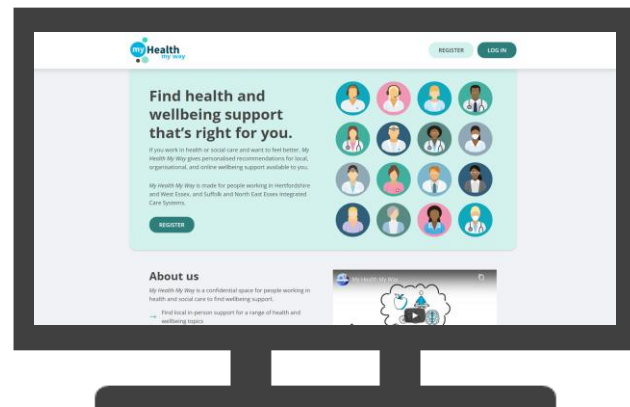 my Health
my way
REGISTER
LOG IN
Find health and
wellbeing support
that's right for you.
If you work in health or social care and want to feel better, My
Health My Way gives personalised recommendations for local,
organisational, and online wellbeing support available to you.
My Health My Way is made for people working in Hertfordshire
and West Essex, and Suffolk and North East Essex Integrated
Care Systems.
REGISTER
About us
My Health My Way is a confidential space for people working in
health and social care to find wellbeing support.
→ Find local in-person support for a range of health and
wellbeing topics
My Health My Way